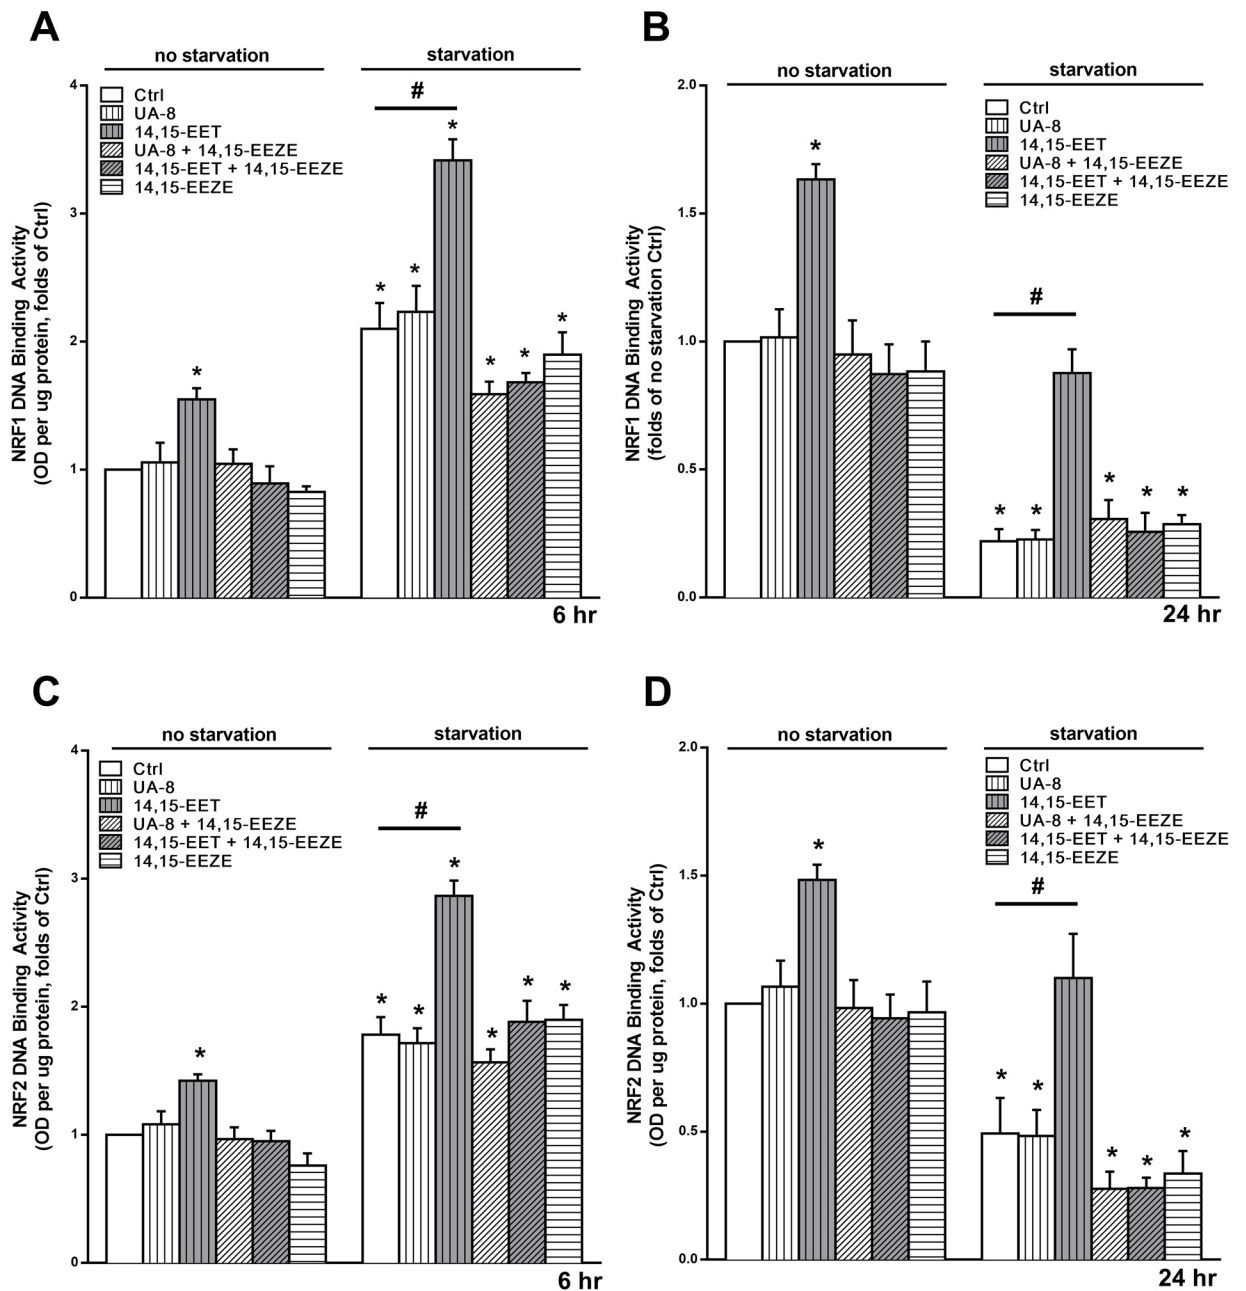 A
no starvation
starvation
4
3
2
1
0
NRF1 DNA Binding Activity
(OD per ug protein, folds of Ctrl)
Ctrl
UA-8
14,15-EET
UA-8 + 14,15-EEZE
14,15-EET + 14,15-EEZE
14,15-EEZE
#
* * * * * * *
6 hr
B
no starvation
starvation
2.0
1.5
1.0
0.5
0.0
NRF1 DNA Binding Activity
(folds of no starvation Ctrl)
Ctrl
UA-8
14,15-EET
UA-8 + 14,15-EEZE
14,15-EET + 14,15-EEZE
14,15-EEZE
#
* * * * * *
24 hr
C
no starvation
starvation
4
3
2
1
0
NRF2 DNA Binding Activity
(OD per ug protein, folds of Ctrl)
Ctrl
UA-8
14,15-EET
UA-8 + 14,15-EEZE
14,15-EET + 14,15-EEZE
14,15-EEZE
#
* * * * * * *
6 hr
D
no starvation
starvation
2.0
1.5
1.0
0.5
0.0
NRF2 DNA Binding Activity
(OD per ug protein, folds of Ctrl)
Ctrl
UA-8
14,15-EET
UA-8 + 14,15-EEZE
14,15-EET + 14,15-EEZE
14,15-EEZE
#
* * * * * *
24 hr